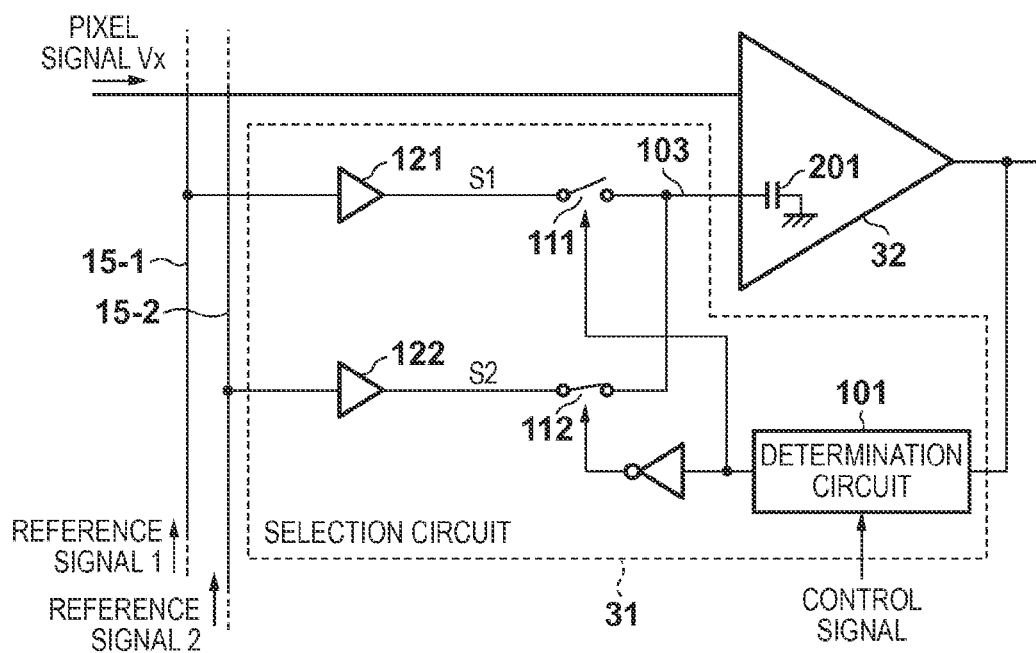 PIXEL
SIGNAL Vx
121
S1
103
201
111
32
15-1
15-2
122
S2
112
101
DETERMINATION
CIRCUIT
REFERENCE
SIGNAL 1
SELECTION CIRCUIT
REFERENCE
SIGNAL 2
31
CONTROL
SIGNAL